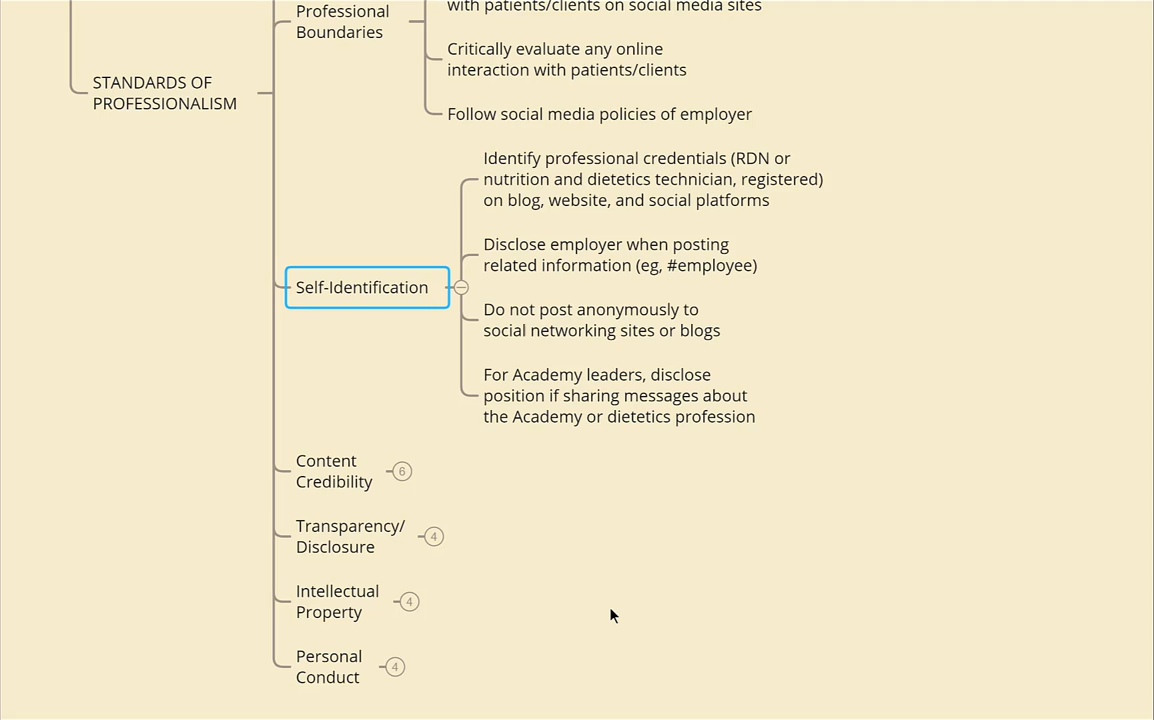 with patients/clients on social media sites
Professional
Boundaries
Critically evaluate any online
interaction with patients/clients
STANDARDS OF
PROFESSIONALISM
Follow social media policies of employer
Identify professional credentials (RDN or
nutrition and dietetics technician, registered)
on blog, website, and social platforms
Disclose employer when posting
related information (eg, #employee)
Self-Identification
Do not post anonymously to
social networking sites or blogs
For Academy leaders, disclose
position if sharing messages about
the Academy or dietetics profession
Content
Credibility
6
Transparency/
Disclosure
4
Intellectual
Property
4
Personal
Conduct
4